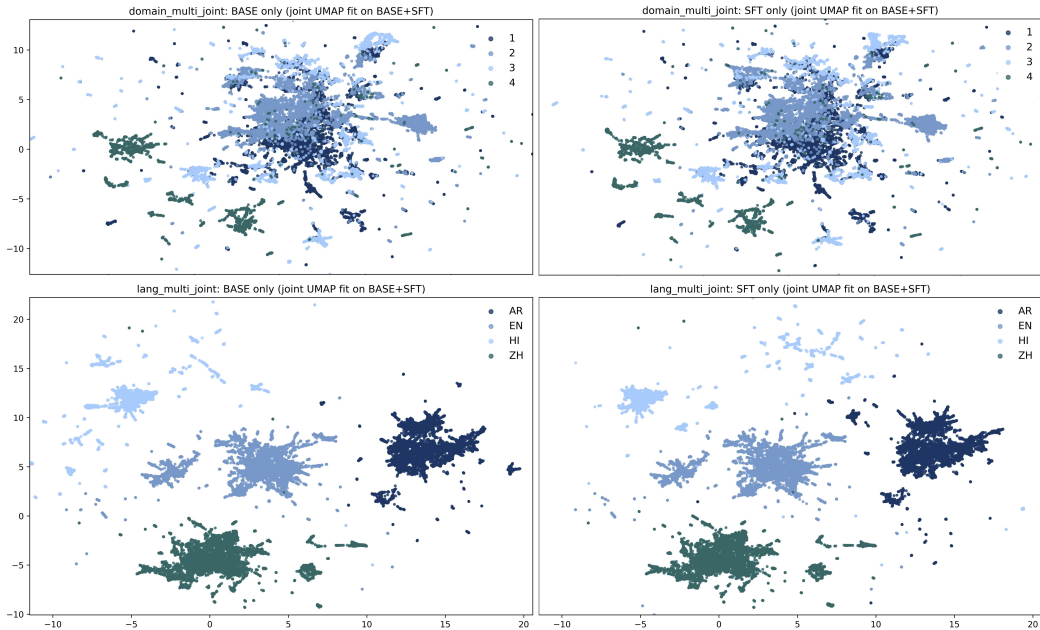 domain_multi_joint: BASE only (joint UMAP fit on BASE+SFT)
domain_multi_joint: SFT only (joint UMAP fit on BASE+SFT)
1
2
3
4
1
2
3
4
10
5
0
−5
−10
lang_multi_joint: BASE only (joint UMAP fit on BASE+SFT)
lang_multi_joint: SFT only (joint UMAP fit on BASE+SFT)
AR
EN
HI
ZH
AR
EN
HI
ZH
20
15
10
5
0
−5
−10
−10 −5 0 5 10 15 20
−10 −5 0 5 10 15 20